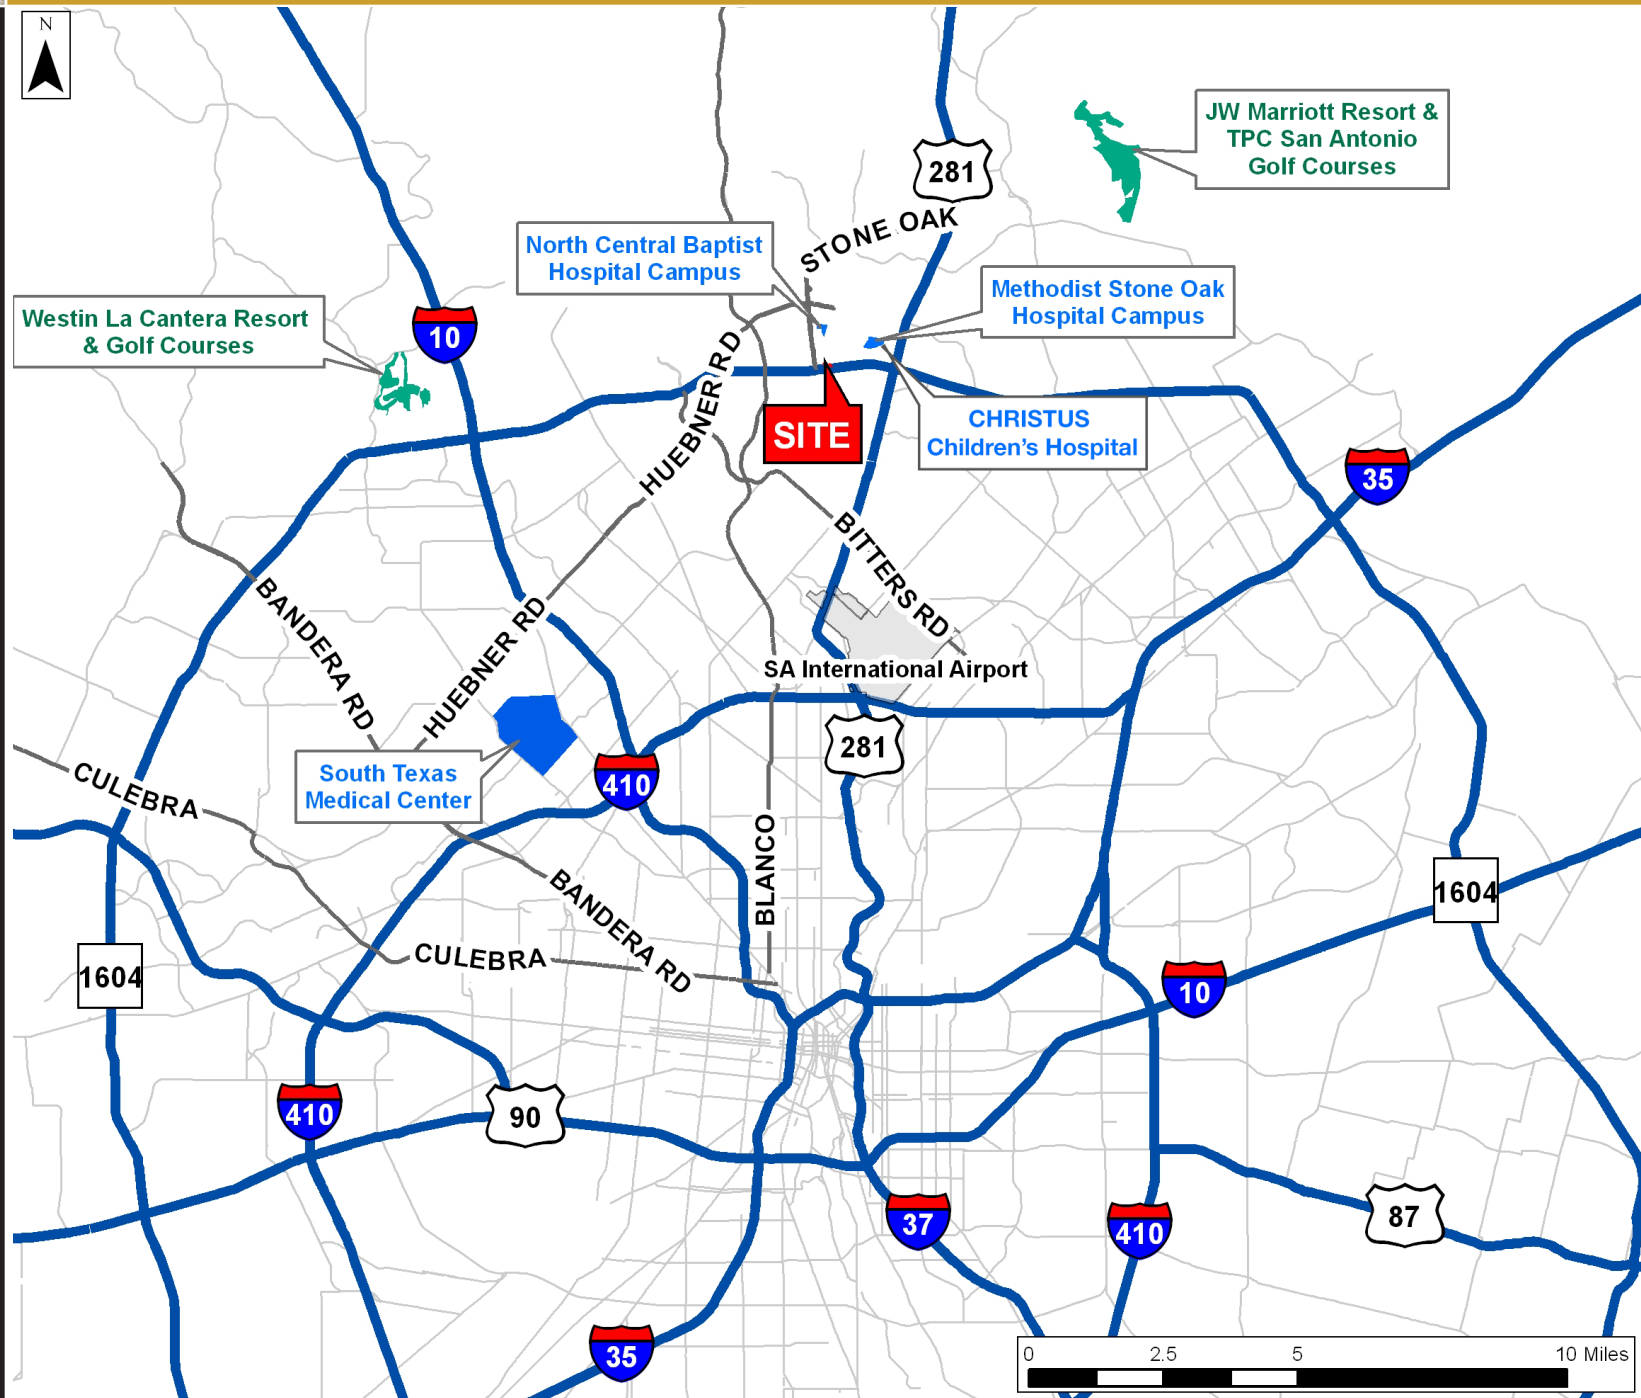 N
281
JW Marriott Resort &
TPC San Antonio
Golf Courses
STONE OAK
North Central Baptist
Hospital Campus
Methodist Stone Oak
Hospital Campus
Westin La Cantera Resort
& Golf Courses
10
HUEBNER RD
SITE
CHRISTUS
Children's Hospital
35
BITTERS RD
BANDERA RD
HUEBNER RD
SA International Airport
281
CULEBRA
South Texas
Medical Center
410
BLANCO
BANDERA RD
1604
CULEBRA
1604
10
410
90
37
410
87
35
0 2.5 5 10 Miles